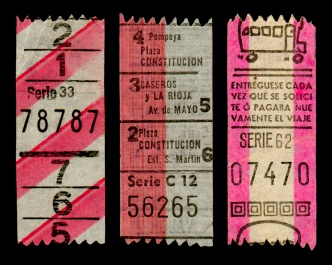 2
1
Serie 33
78787
7
6
5
4 Pompeya
Plaza
CONSTITUCION
3 CASEROS
y LA RIOJA
Av. de MAYO 5
2 Plaza
CONSTITUCION
Est. S. Martin 6
Serie C 12
56265
ENTRÉGUESE CADA
VEZ QUE SE SOLICI
TE Ó PAGARA NUE
VAMENTE EL VIAJE
SERIE 62
07470